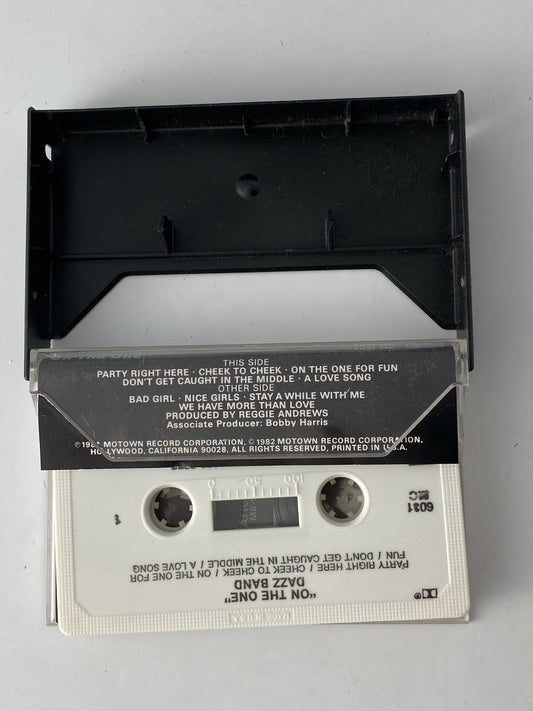 THIS SIDE
PARTY RIGHT HERE · CHEEK TO CHEEK · ON THE ONE FOR FUN
DON'T GET CAUGHT IN THE MIDDLE · A LOVE SONG
OTHER SIDE
BAD GIRL · NICE GIRLS · STAY A WHILE WITH ME
WE HAVE MORE THAN LOVE
PRODUCED BY REGGIE ANDREWS
Associate Producer: Bobby Harris
℗1982 MOTOWN RECORD CORPORATION, © 1982 MOTOWN RECORD CORPORATION,
HOLLYWOOD, CALIFORNIA 90028, ALL RIGHTS RESERVED, PRINTED IN U.S.A.
MADE IN U.S.A.
"ON THE ONE"
DAZZ BAND
PARTY RIGHT HERE / CHEEK TO CHEEK / ON THE ONE FOR
FUN / DON'T GET CAUGHT IN THE MIDDLE / A LOVE SONG
6031
1
100 50 0